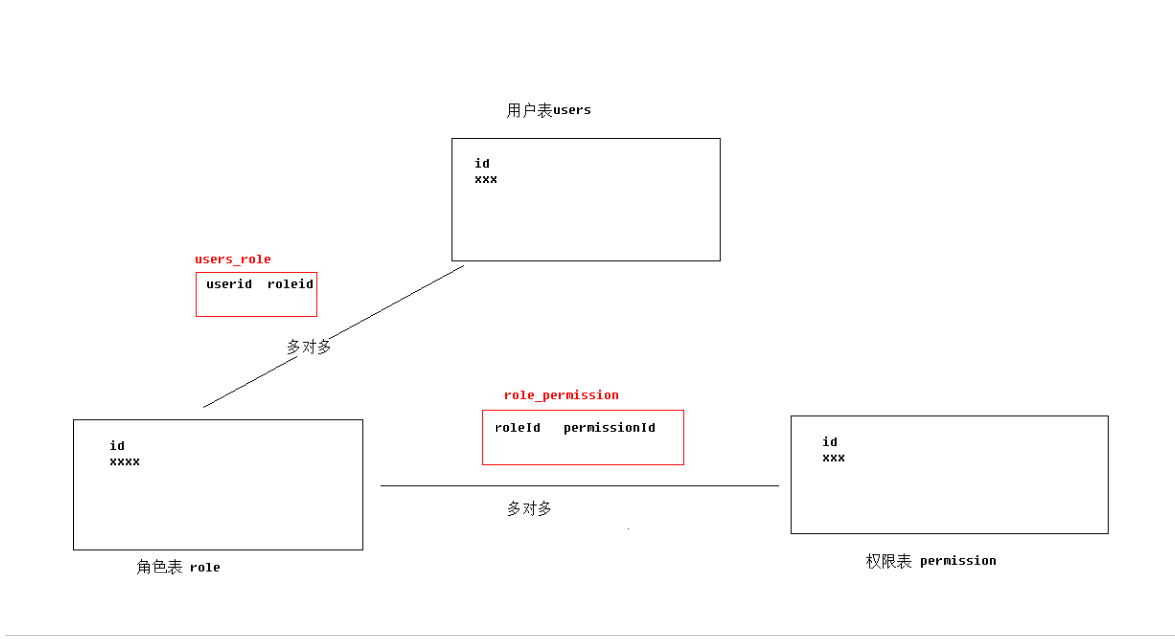 用户表users
id
xxx
users_role
userid roleid
多对多
role_permission
roleId permissionId
id
xxxx
id
xxx
多对多
角色表 role
权限表 permission